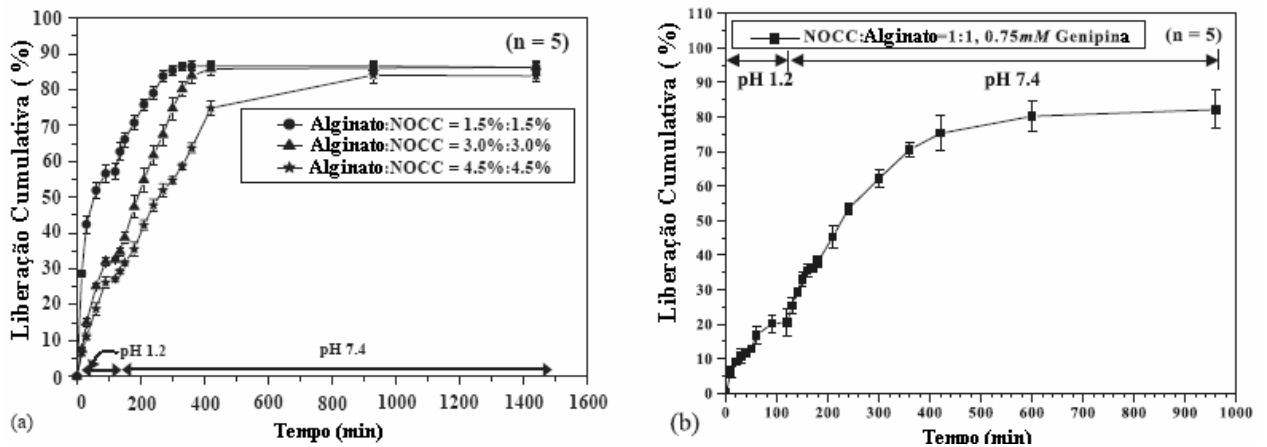 100
90
80
70
60
50
40
30
20
10
0
Liberação Cumulativa ( %)
(n = 5)
Alginato:NOCC = 1.5%:1.5%
Alginato:NOCC = 3.0%:3.0%
Alginato:NOCC = 4.5%:4.5%
pH 1.2
pH 7.4
0 200 400 600 800 1000 1200 1400 1600
Tempo (min)
(a)
b)
110
100
90
80
70
60
50
40
30
20
10
0
Liberação Cumulativa ( %)
NOCC:Alginato=1:1, 0.75mM Genipina
(n = 5)
pH 1.2
pH 7.4
0 100 200 300 400 500 600 700 800 900 1000
Tempo (min)
(b)